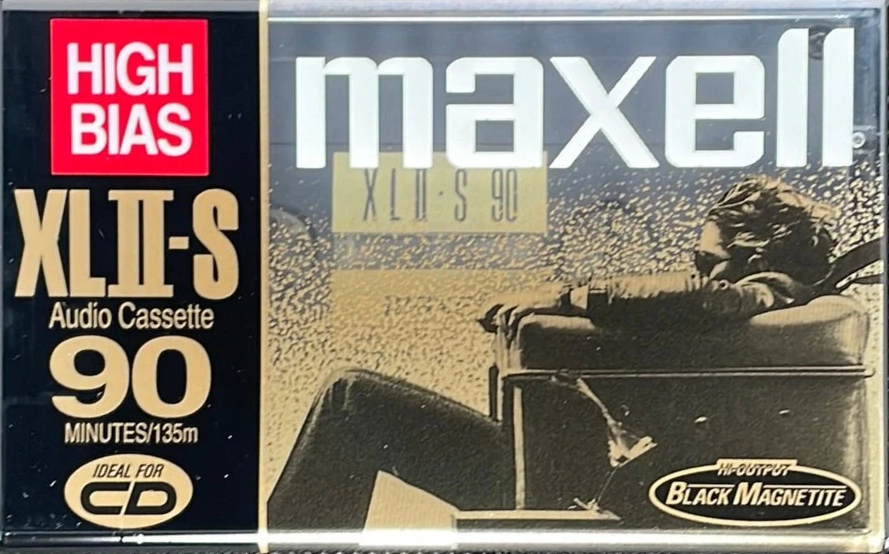 HIGH
BIAS
XLII-S
Audio Cassette
90
MINUTES/135m
IDEAL FOR
CD
maxell
XLII·S 90
HI-OUTPUT
BLACK MAGNETITE